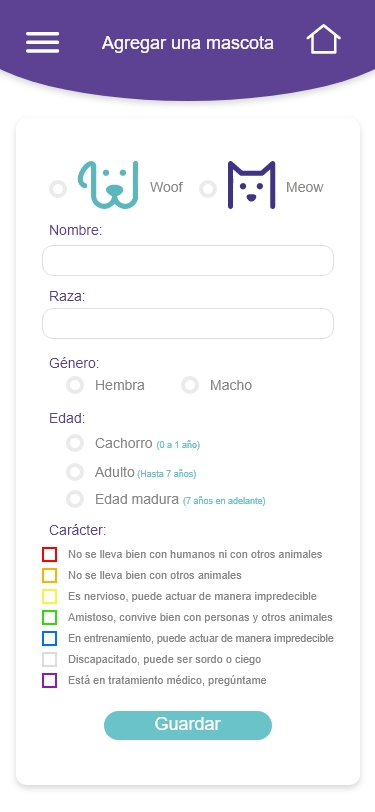 Agregar una mascota
Woof Meow
Nombre:
Raza:
Género:
Hembra Macho
Edad:
Cachorro (0 a 1 año)
Adulto (Hasta 7 años)
Edad madura (7 años en adelante)
Carácter:
No se lleva bien con humanos ni con otros animales
No se lleva bien con otros animales
Es nervioso, puede actuar de manera impredecible
Amistoso, convive bien con personas y otros animales
En entrenamiento, puede actuar de manera impredecible
Discapacitado, puede ser sordo o ciego
Está en tratamiento médico, pregúntame
Guardar